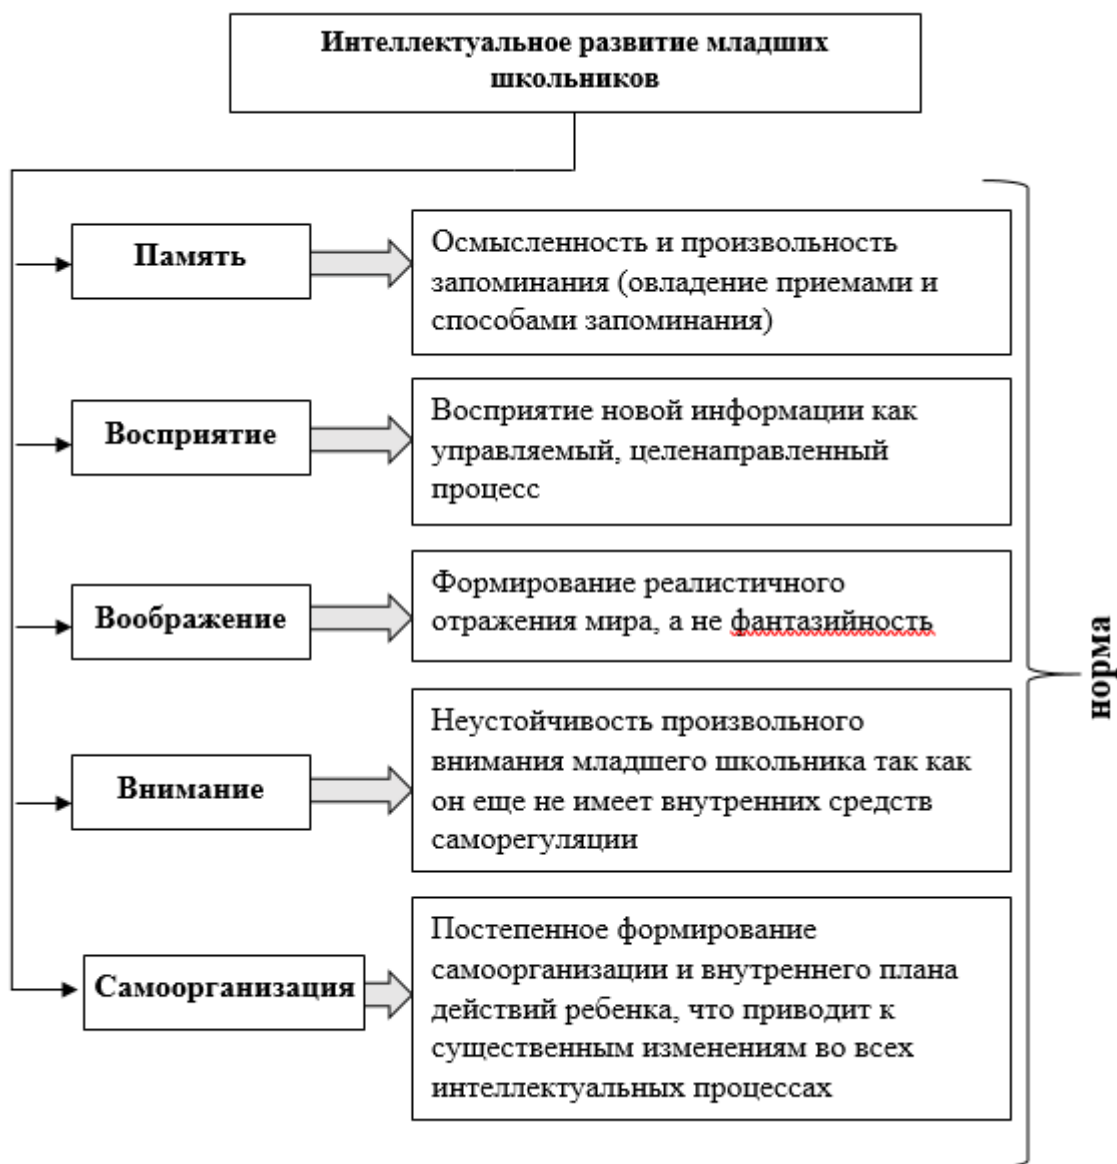 Интеллектуальное развитие младших
школьников
Память
Осмысленность и произвольность
запоминания (овладение приемами и
способами запоминания)
Восприятие
Восприятие новой информации как
управляемый, целенаправленный
процесс
Воображение
Формирование реалистичного
отражения мира, а не фантазийность
Внимание
Неустойчивость произвольного
внимания младшего школьника так как
он еще не имеет внутренних средств
саморегуляции
Самоорганизация
Постепенное формирование
самоорганизации и внутреннего плана
действий ребенка, что приводит к
существенным изменениям во всех
интеллектуальных процессах
норма